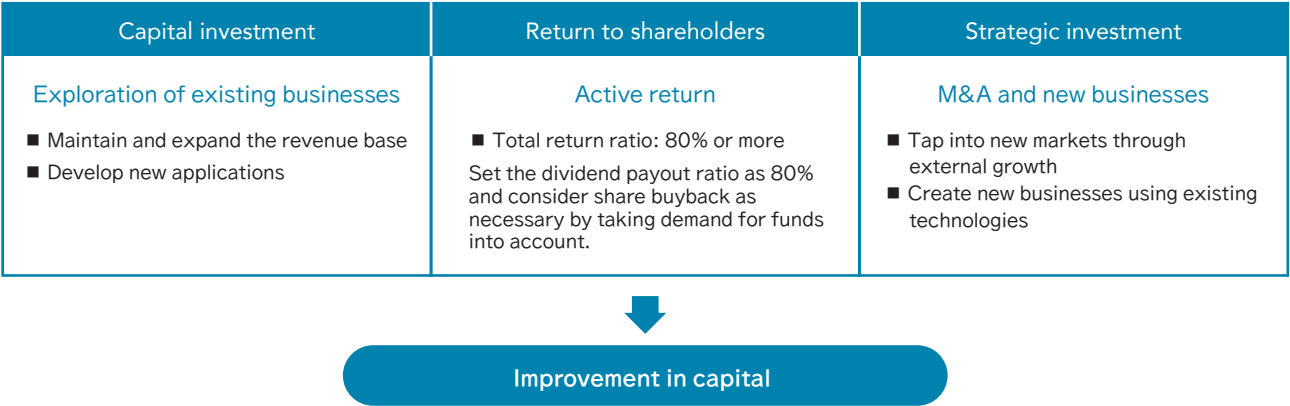 Capital investment
Exploration of existing businesses
■ Maintain and expand the revenue base
■ Develop new applications
Return to shareholders
Active return
■ Total return ratio: 80% or more
Set the dividend payout ratio as 80%
and consider share buyback as
necessary by taking demand for funds
into account.
Strategic investment
M&A and new businesses
■ Tap into new markets through
external growth
■ Create new businesses using existing
technologies
Improvement in capital